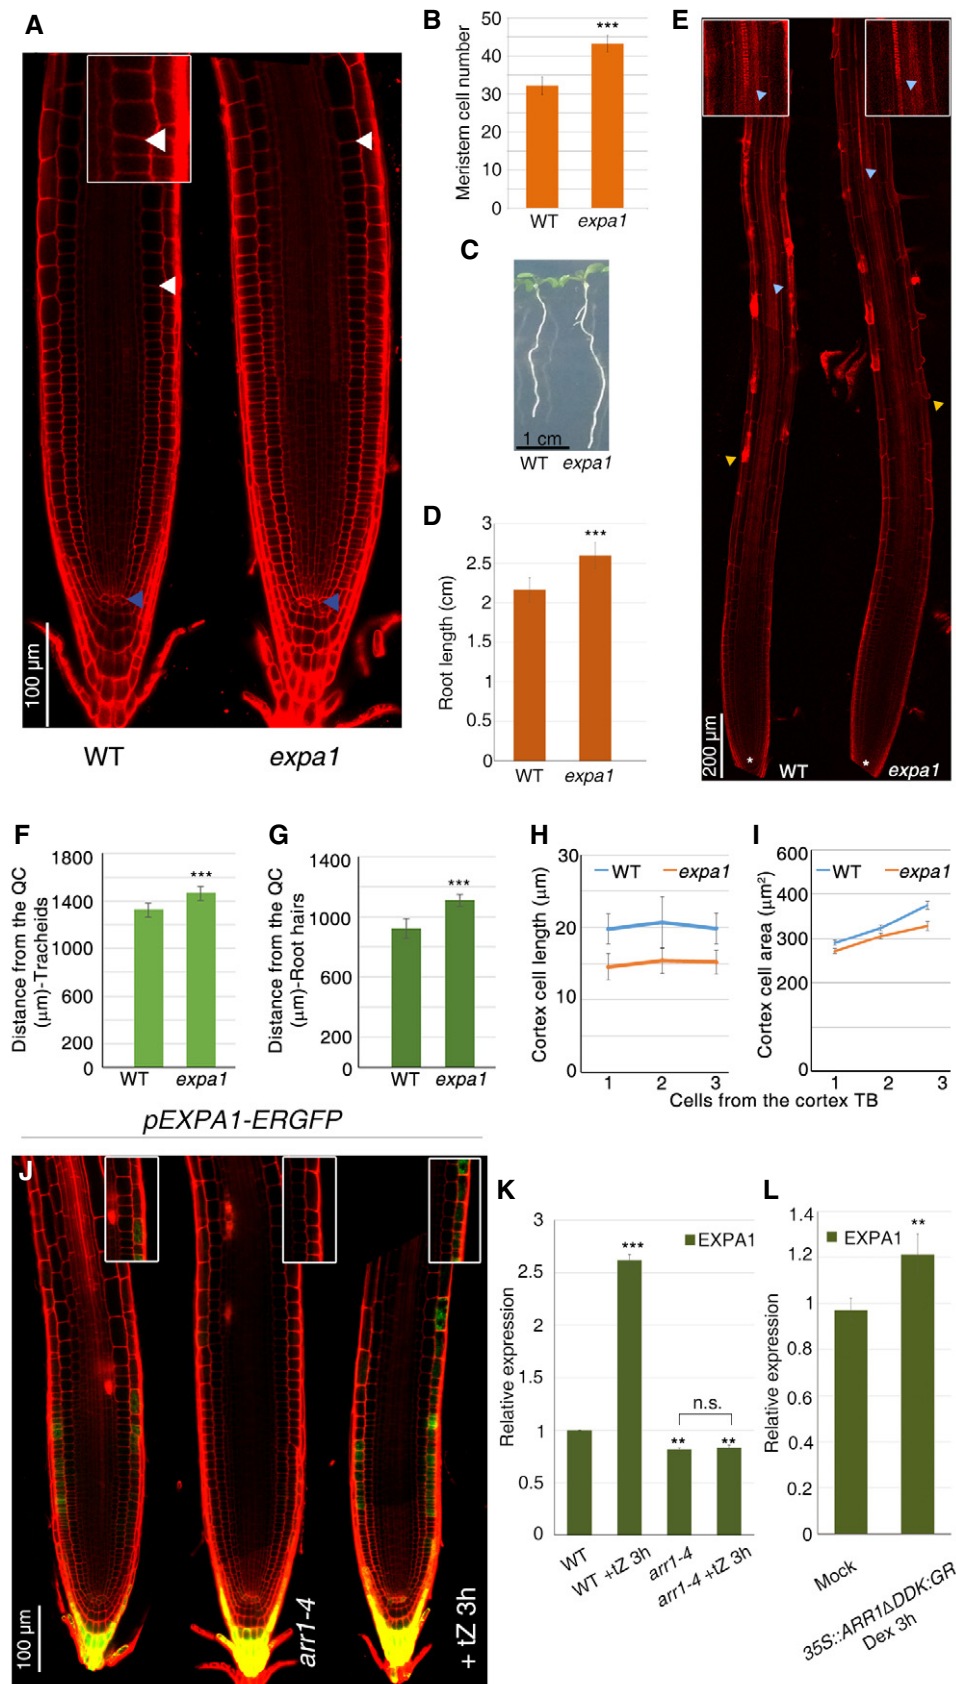 A
100 µm
WT
expa1
B
Meristem cell number
50
40
30
20
10
0
***
WT
expa1
C
1 cm
WT
expa1
D
Root length (cm)
3
2.5
2
1.5
1
0.5
0
***
WT
expa1
E
200 µm
*
WT
*
expa1
F
Distance from the QC
(µm)-Tracheids
1800
1400
1000
600
200
0
***
WT
expa1
G
Distance from the QC
(µm)-Root hairs
1400
1000
600
200
0
***
WT
expa1
H
Cortex cell length (µm)
30
20
10
0
WT
expa1
1
2
3
I
Cortex cell area (µm²)
600
400
300
200
0
WT
expa1
1
2
3
Cells from the cortex TB
pEXPA1-ERGFP
J
100 µm
arr1-4
+ tZ 3h
K
Relative expression
3
2.5
2
1.5
1
0.5
0
EXPA1
***
n.s.
**
**
WT
WT +tZ 3h
arr1-4
arr1-4 +tZ 3h
L
Relative expression
1.4
1.2
1
0.8
0.6
0.4
0.2
0
EXPA1
**
Mock
35S::ARR1ΔDDK:GR
Dex 3h